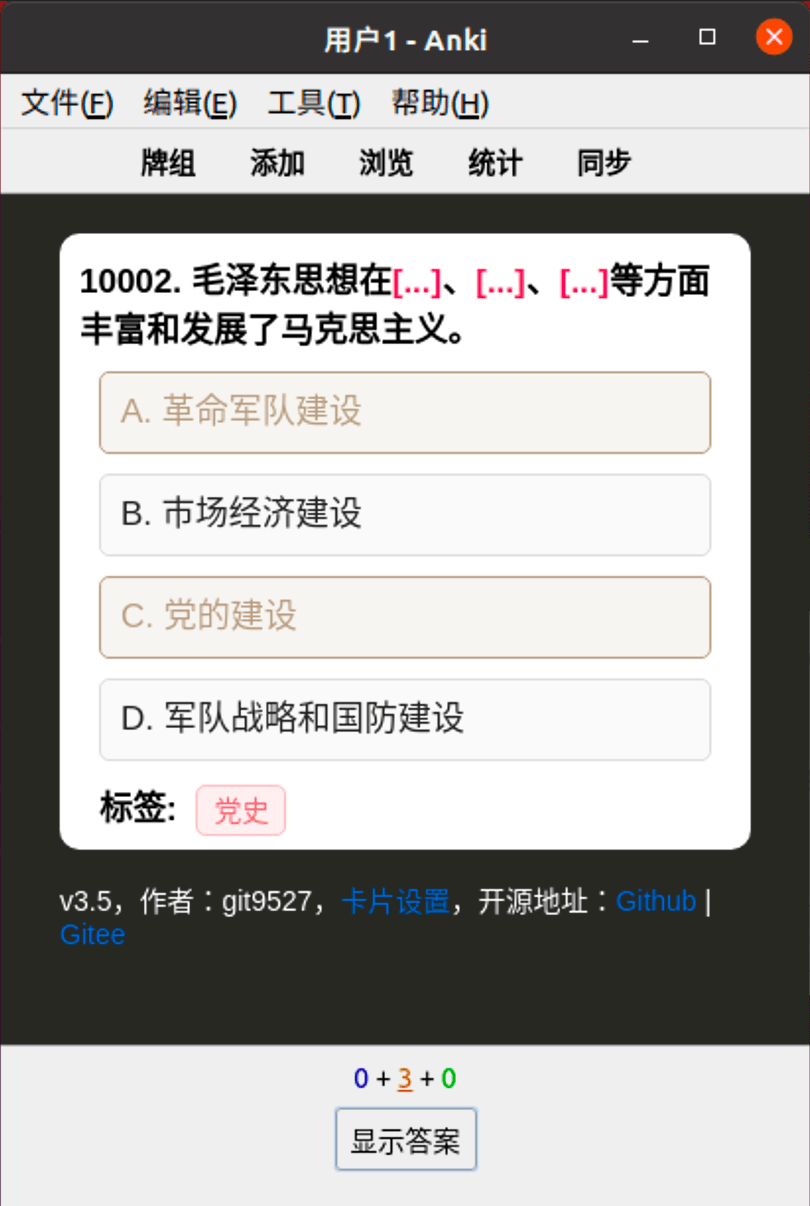 用户1 - Anki
文件(F) 编辑(E) 工具(T) 帮助(H)
牌组 添加 浏览 统计 同步
10002. 毛泽东思想在[...]、[...]、[...]等方面
丰富和发展了马克思主义。
A. 革命军队建设
B. 市场经济建设
C. 党的建设
D. 军队战略和国防建设
标签: 党史
v3.5，作者：git9527，卡片设置，开源地址：Github |
Gitee
0 + 3 + 0
显示答案